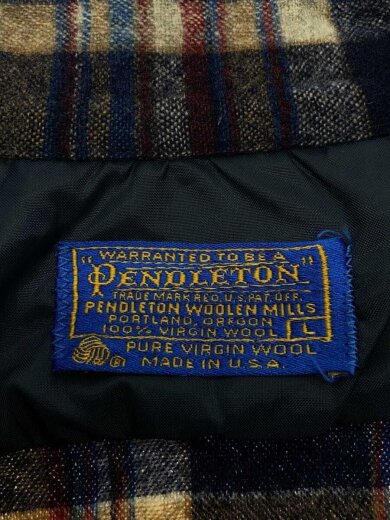 WARRANTED TO BE A
"PENDLETON"
TRADE MARK REG. U.S. PAT. OFF.
PENDLETON WOOLEN MILLS
PORTLAND, OREGON
100% VIRGIN WOOL
L
®
PURE VIRGIN WOOL
MADE IN U.S.A.